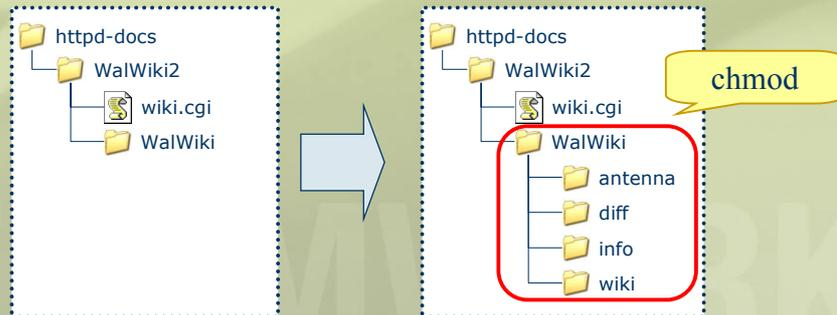 httpd-docs
WalWiki2
wiki.cgi
WalWiki
httpd-docs
WalWiki2
wiki.cgi
WalWiki
antenna
diff
info
wiki
chmod